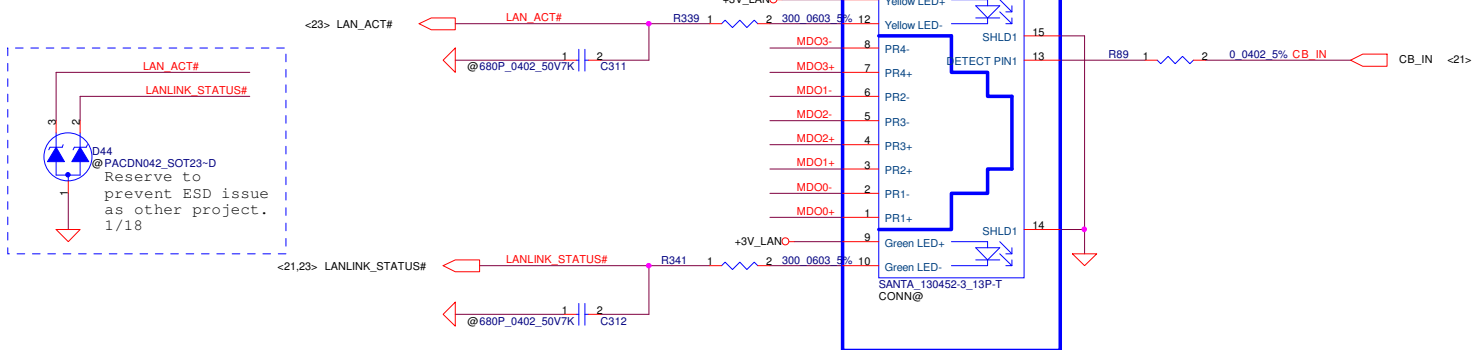 +3V_LAN
Yellow LED+
<23> LAN_ACT#
LAN_ACT#
R339 1 2 300_0603_5% 12 Yellow LED-
SHLD1 15
MDO3- 8 PR4-
DETECT PIN1 13 R89 1 2 0_0402_5% CB_IN CB_IN <21>
1 2
@680P_0402_50V7K C311
MDO3+ 7 PR4+
MDO1- 6 PR2-
MDO2- 5 PR3-
MDO2+ 4 PR3+
MDO1+ 3 PR2+
MDO0- 2 PR1-
MDO0+ 1 PR1+
LAN_ACT#
LANLINK_STATUS#
3 2
D44
@PACDN042_SOT23~D
1
Reserve to
prevent ESD issue
as other project.
1/18
SHLD1 14
+3V_LAN 9 Green LED+
<21,23> LANLINK_STATUS#
LANLINK_STATUS#
R341 1 2 300_0603_5% 10 Green LED-
SANTA_130452-3_13P-T
CONN@
1 2
@680P_0402_50V7K C312